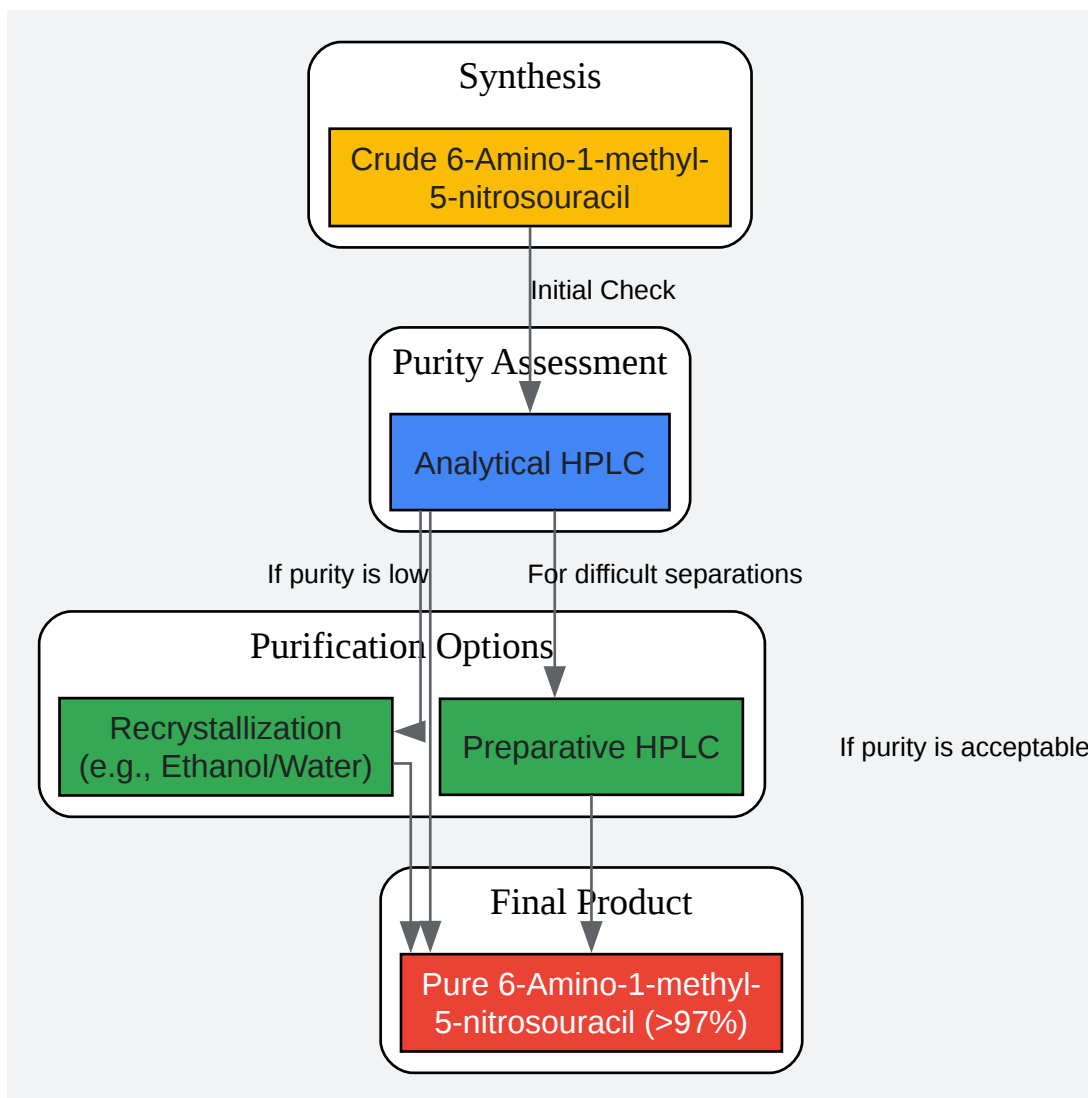 Synthesis
Crude 6-Amino-1-methyl-
5-nitrosouracil
Initial Check
Purity Assessment
Analytical HPLC
If purity is low
For difficult separations
Purification Options
Recrystallization
(e.g., Ethanol/Water)
Preparative HPLC
If purity is acceptable
Final Product
Pure 6-Amino-1-methyl-
5-nitrosouracil (>97%)